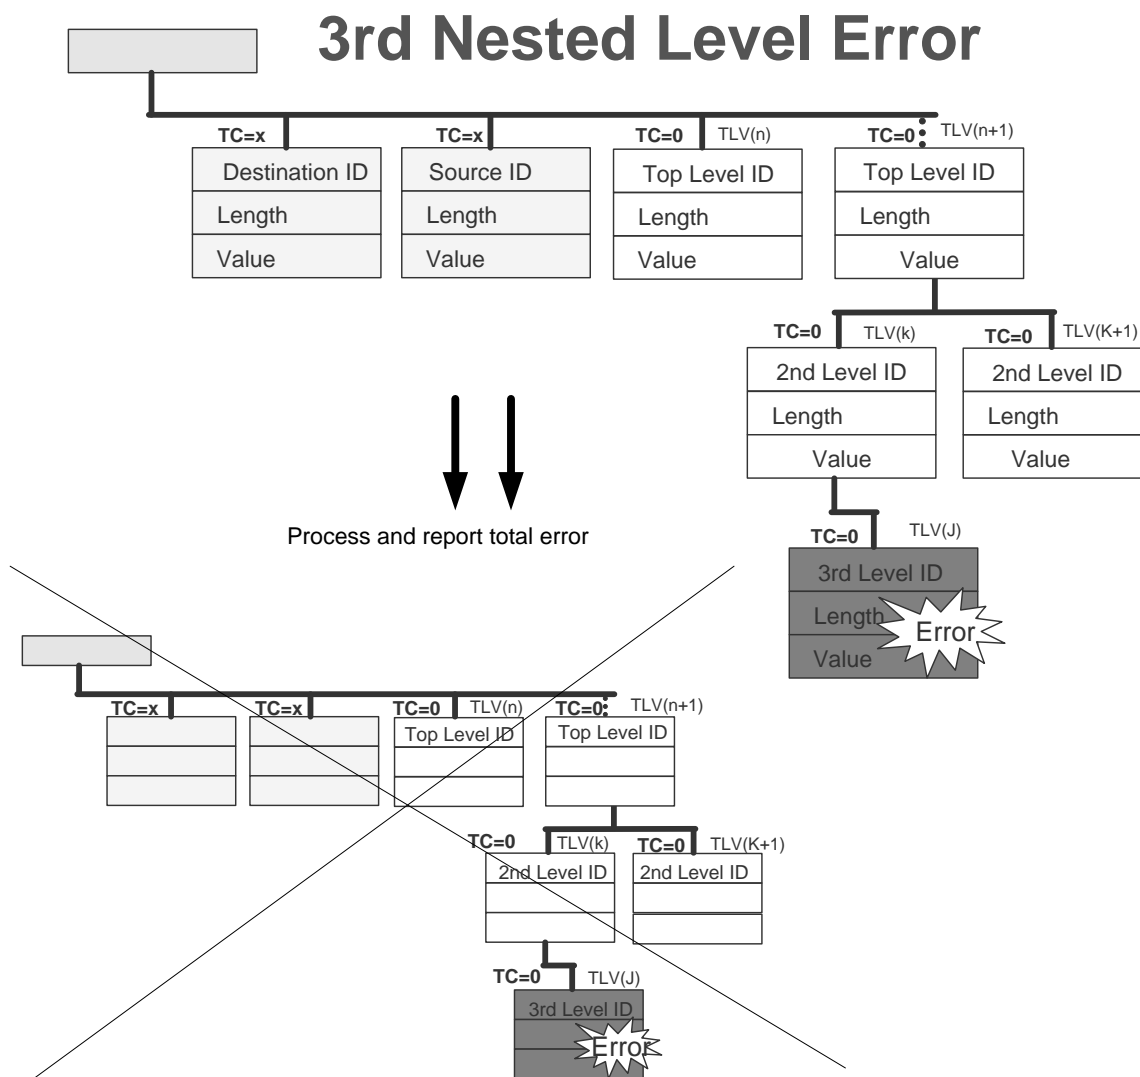 3rd Nested Level Error
TC=x TC=x TC=0 TLV(n) TC=0 TLV(n+1)
Destination ID Source ID Top Level ID Top Level ID
Length Length Length Length
Value Value Value Value
TC=0 TLV(k) TC=0 TLV(K+1)
2nd Level ID 2nd Level ID
Length Length
Value Value
Process and report total error
TC=0 TLV(J)
3rd Level ID
Length
Error
Value
TC=x TC=x TC=0 TLV(n) TC=0 TLV(n+1)
Top Level ID Top Level ID
TC=0 TLV(k) TC=0 TLV(K+1)
2nd Level ID 2nd Level ID
TC=0 TLV(J)
3rd Level ID
Error